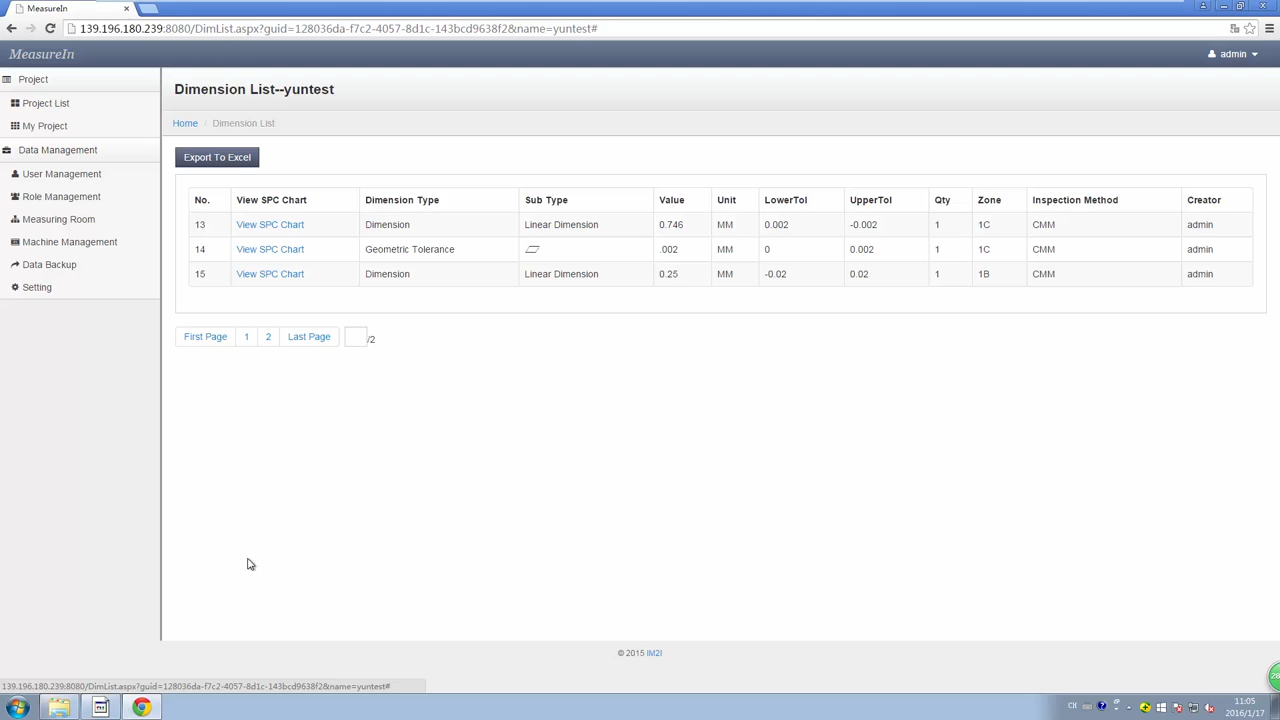 MeasureIn
139.196.180.239:8080/DimList.aspx?guid=128036da-f7c2-4057-8d1c-143bcd9638f2&name=yuntest#
MeasureIn
admin
Project
Project List
My Project
Data Management
User Management
Role Management
Measuring Room
Machine Management
Data Backup
Setting
Dimension List--yuntest
Home / Dimension List
Export To Excel
No. View SPC Chart Dimension Type Sub Type Value Unit LowerTol UpperTol Qty Zone Inspection Method Creator
13 View SPC Chart Dimension Linear Dimension 0.746 MM 0.002 -0.002 1 1C CMM admin
14 View SPC Chart Geometric Tolerance .002 MM 0 0.002 1 1C CMM admin
15 View SPC Chart Dimension Linear Dimension 0.25 MM -0.02 0.02 1 1B CMM admin
First Page 1 2 Last Page /2
© 2015 IM2I
139.196.180.239:8080/DimList.aspx?guid=128036da-f7c2-4057-8d1c-143bcd9638f2&name=yuntest#
CH
11:05
2016/1/17
28